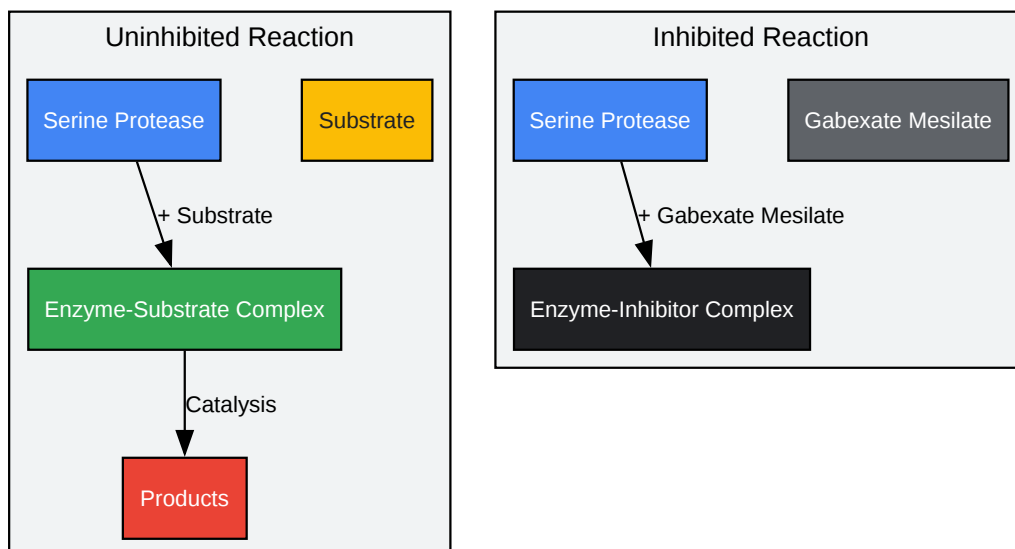 Uninhibited Reaction
Serine Protease
Substrate
+ Substrate
Enzyme-Substrate Complex
Catalysis
Products
Inhibited Reaction
Serine Protease
Gabexate Mesilate
+ Gabexate Mesilate
Enzyme-Inhibitor Complex